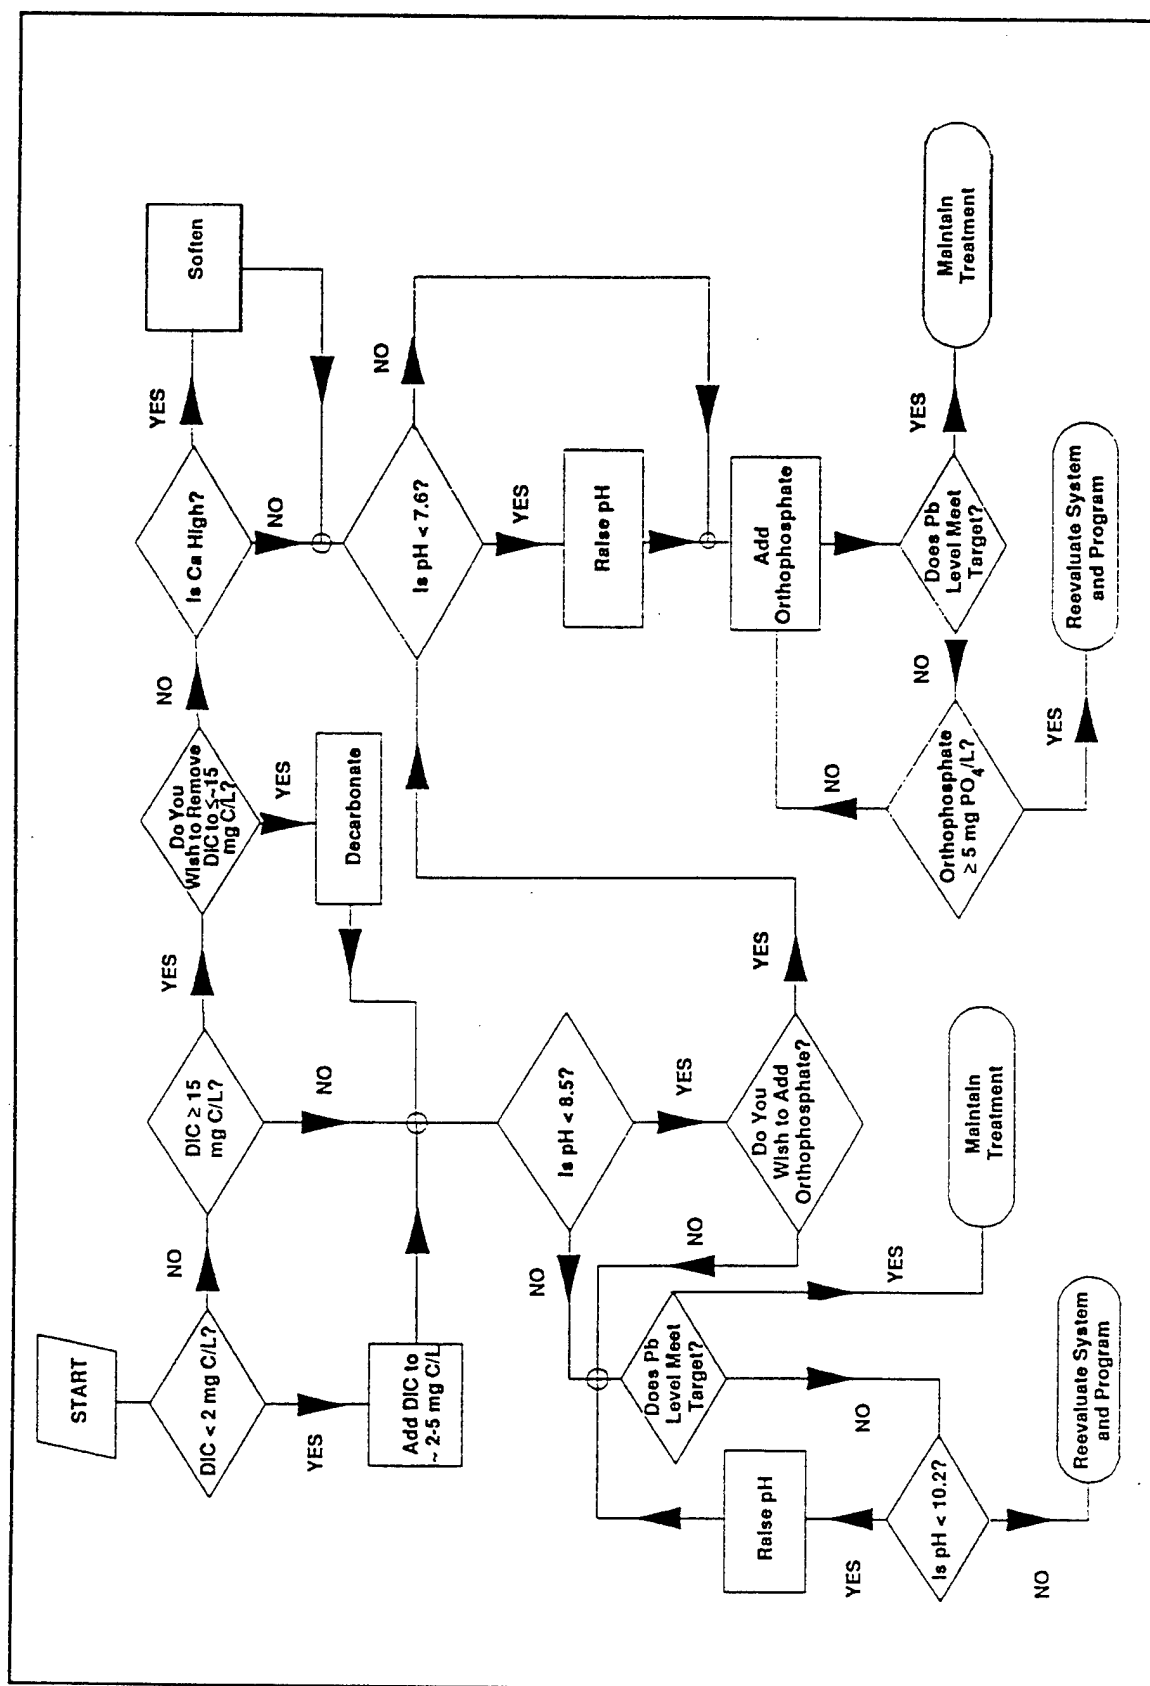 START
DIC < 2 mg C/L?
NO
YES
Add DIC to
~ 2-5 mg C/L
DIC ≥ 15
mg C/L?
YES
NO
Do You
Wish to Remove
DIC to ≤~15
mg C/L?
NO
YES
Decarbonate
Is Ca High?
YES
NO
Soften
Is pH < 7.6?
NO
YES
Raise pH
Add
Orthophosphate
Does Pb
Level Meet
Target?
YES
NO
Maintain
Treatment
Orthophosphate
≥ 5 mg PO₄/L?
NO
YES
Reevaluate System
and Program
Is pH < 8.5?
NO
YES
Do You
Wish to Add
Orthophosphate?
YES
NO
Does Pb
Level Meet
Target?
YES
NO
Maintain
Treatment
Raise pH
Is pH < 10.2?
YES
NO
Reevaluate System
and Program